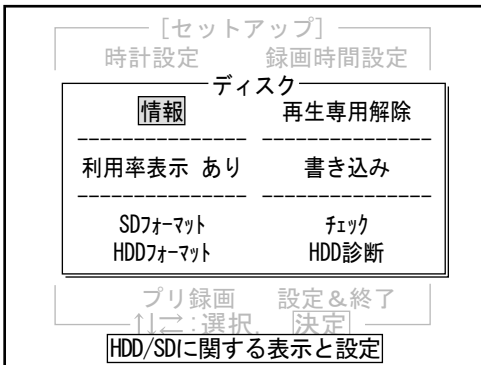 [セットアップ]
時計設定 録画時間設定
ディスク
情報 再生専用解除
利用率表示 あり 書き込み
SDフォーマット チェック
HDDフォーマット HDD診断
プリ録画 設定&終了
↑↓⇄:選択. 決定
HDD/SDに関する表示と設定